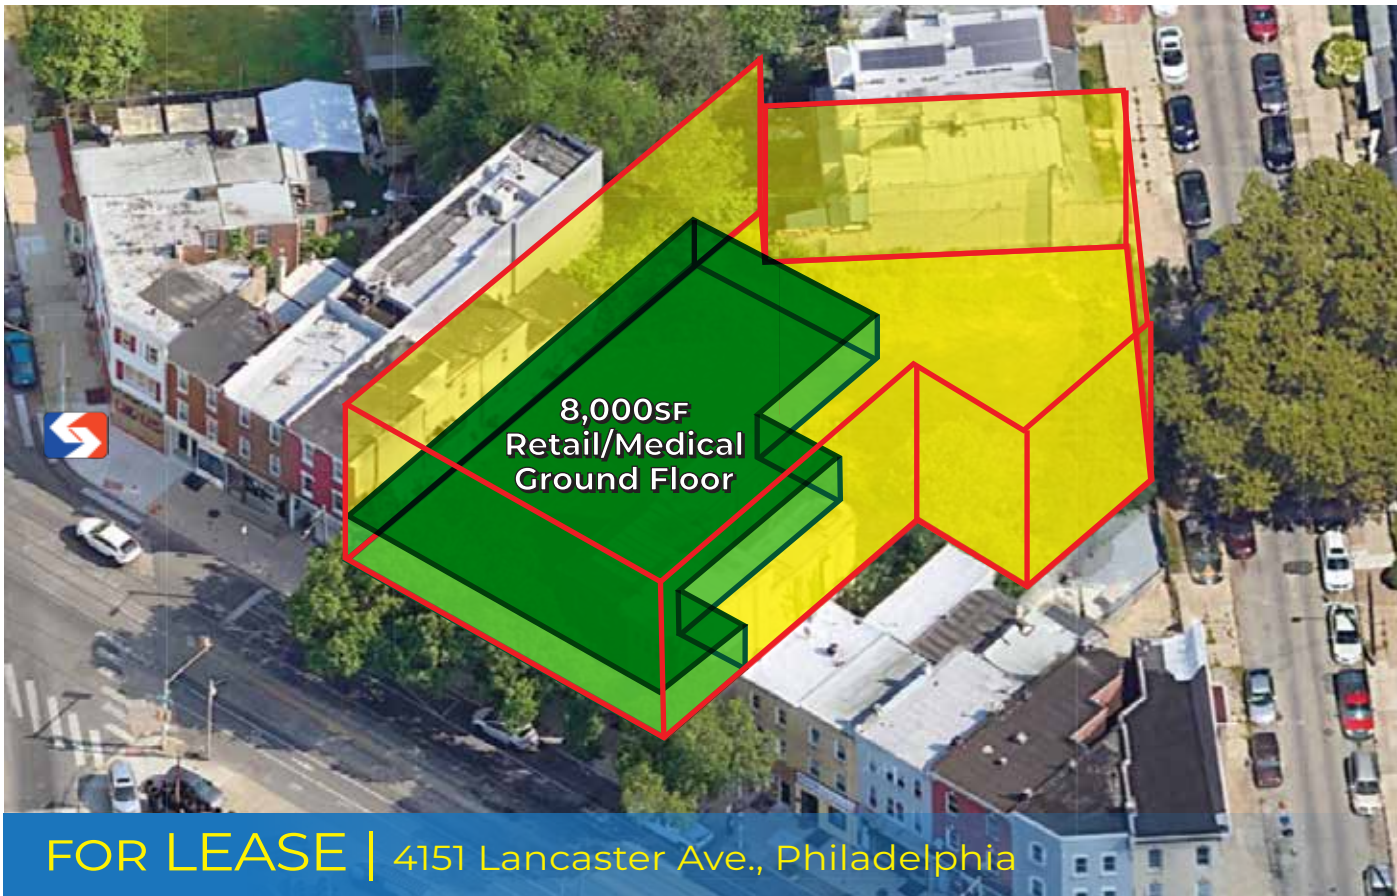 8,000SF
Retail/Medical
Ground Floor
FOR LEASE | 4151 Lancaster Ave., Philadelphia